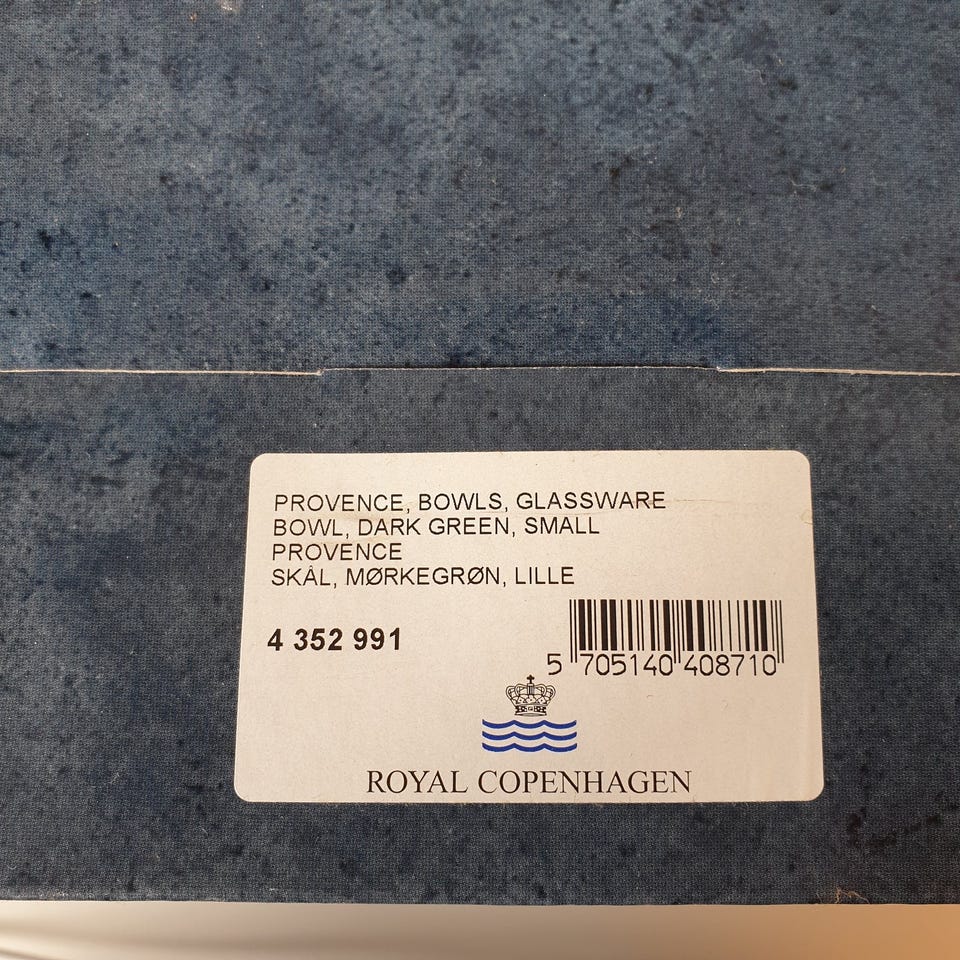 PROVENCE, BOWLS, GLASSWARE
BOWL, DARK GREEN, SMALL
PROVENCE
SKÅL, MØRKEGRØN, LILLE
4 352 991
5 705140 408710
ROYAL COPENHAGEN